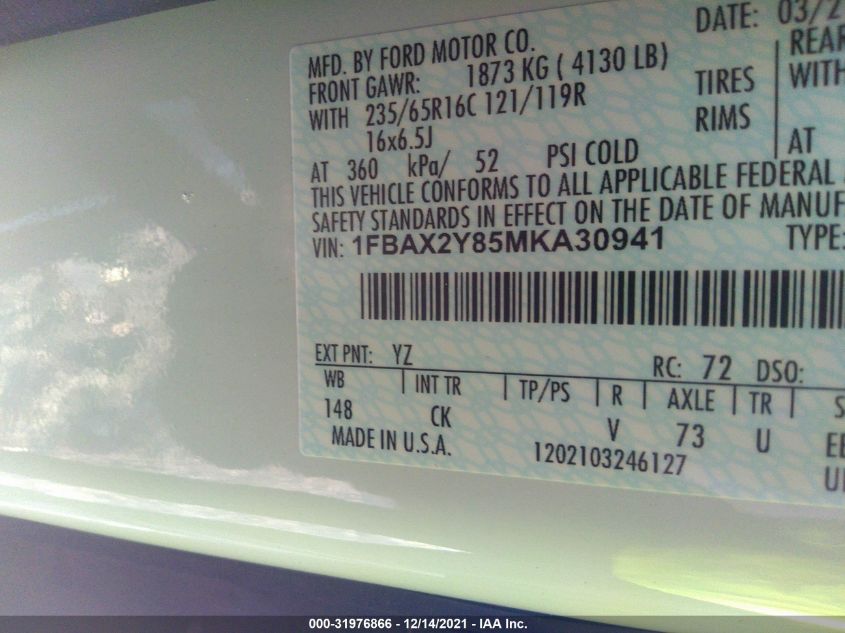 DATE: 03/2
MFD. BY FORD MOTOR CO.
FRONT GAWR: 1873 KG ( 4130 LB)
WITH 235/65R16C 121/119R TIRES
16x6.5J RIMS
AT 360 kPa/ 52 PSI COLD
REAR
WITH
AT
THIS VEHICLE CONFORMS TO ALL APPLICABLE FEDERAL
SAFETY STANDARDS IN EFFECT ON THE DATE OF MANUF
VIN: 1FBAX2Y85MKA30941 TYPE:
EXT PNT: YZ RC: 72 DSO:
WB INT TR TP/PS R AXLE TR S
148 CK V 73 U
MADE IN U.S.A. 1202103246127
000-31976866 - 12/14/2021 - IAA Inc.